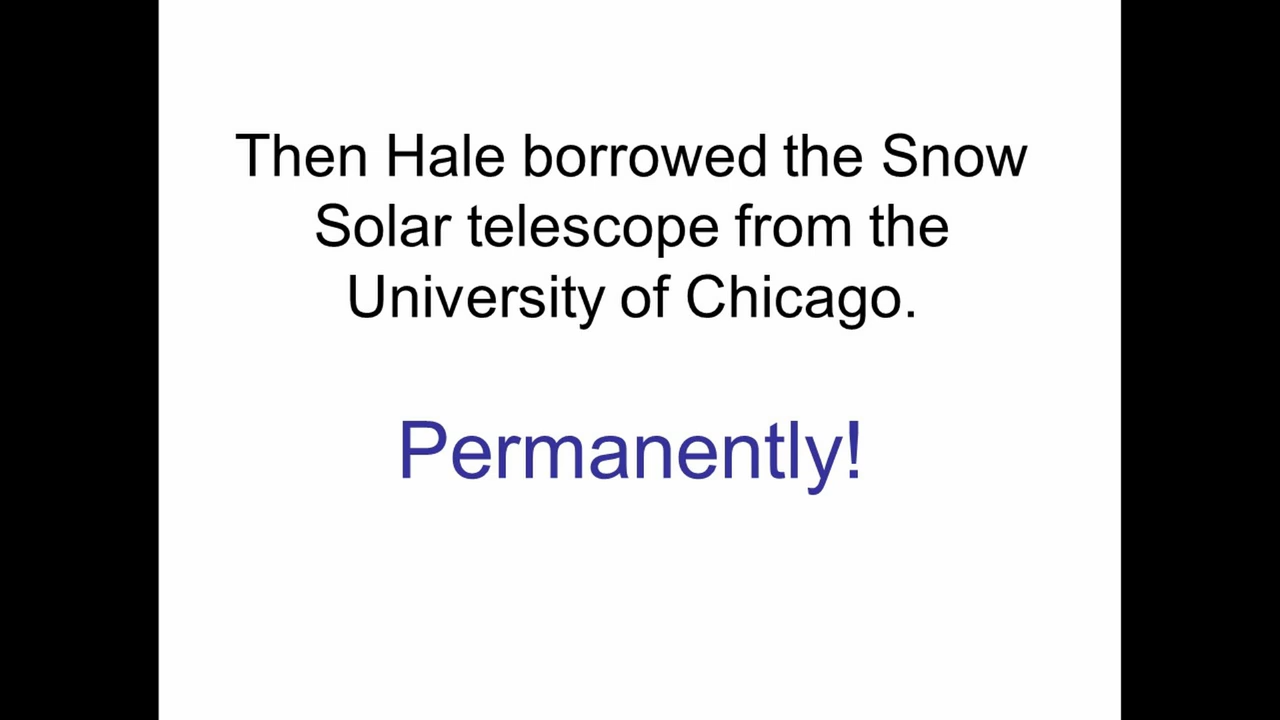 Then Hale borrowed the Snow
Solar telescope from the
University of Chicago.
Permanently!